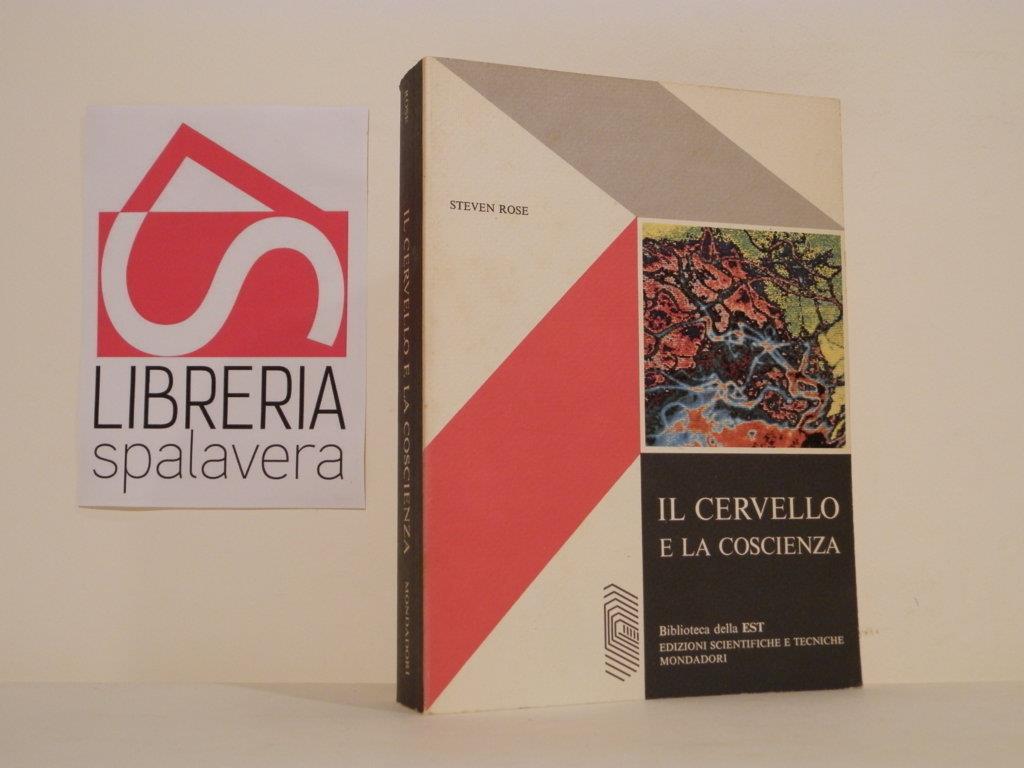 LIBRERIA
spalavera
ROSE
IL CERVELLO E LA COSCIENZA
MONDADORI
STEVEN ROSE
IL CERVELLO
E LA COSCIENZA
Biblioteca della EST
EDIZIONI SCIENTIFICHE E TECNICHE
MONDADORI